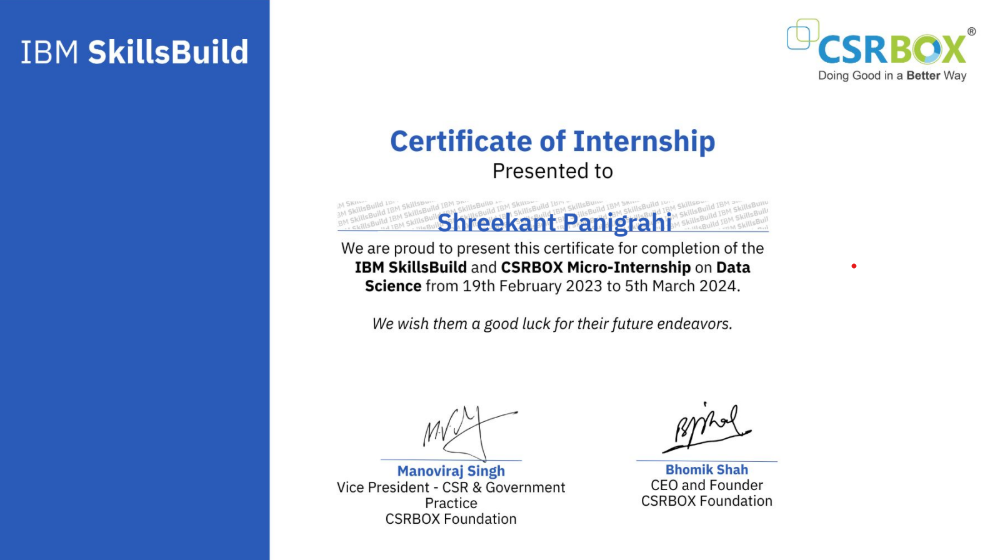 IBM SkillsBuild
CSRBOX®
Doing Good in a Better Way
Certificate of Internship
Presented to
Shreekant Panigrahi
We are proud to present this certificate for completion of the
IBM SkillsBuild and CSRBOX Micro-Internship on Data
Science from 19th February 2023 to 5th March 2024.
We wish them a good luck for their future endeavors.
Manoviraj Singh
Vice President - CSR & Government
Practice
CSRBOX Foundation
Bhomik Shah
CEO and Founder
CSRBOX Foundation